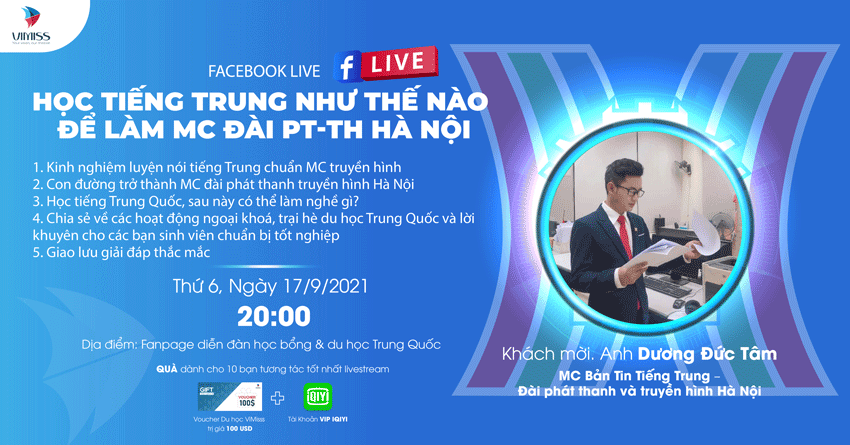 VIMISS
FACEBOOK LIVE
f LIVE
HỌC TIẾNG TRUNG NHƯ THẾ NÀO
ĐỂ LÀM MC ĐÀI PT-TH HÀ NỘI
1. Kinh nghiệm luyện nói tiếng Trung chuẩn MC truyền hình
2. Con đường trở thành MC đài phát thanh truyền hình Hà Nội
3. Học tiếng Trung Quốc, sau này có thể làm nghề gì?
4. Chia sẻ về các hoạt động ngoại khoá, trại hè du học Trung Quốc và lời
khuyên cho các bạn sinh viên chuẩn bị tốt nghiệp
5. Giao lưu giải đáp thắc mắc
Thứ 6, Ngày 17/9/2021
20:00
Địa điểm: Fanpage diễn đàn học bổng & du học Trung Quốc
QUÀ dành cho 10 bạn tương tác tốt nhất livestream
GIFT
VOUCHER
100$
QIYI
Voucher Du học VIMiss
trị giá 100 USD
Tài Khoản VIP IQIYI
Khách mời. Anh Dương Đức Tâm
MC Bản Tin Tiếng Trung –
Đài phát thanh và truyền hình Hà Nội